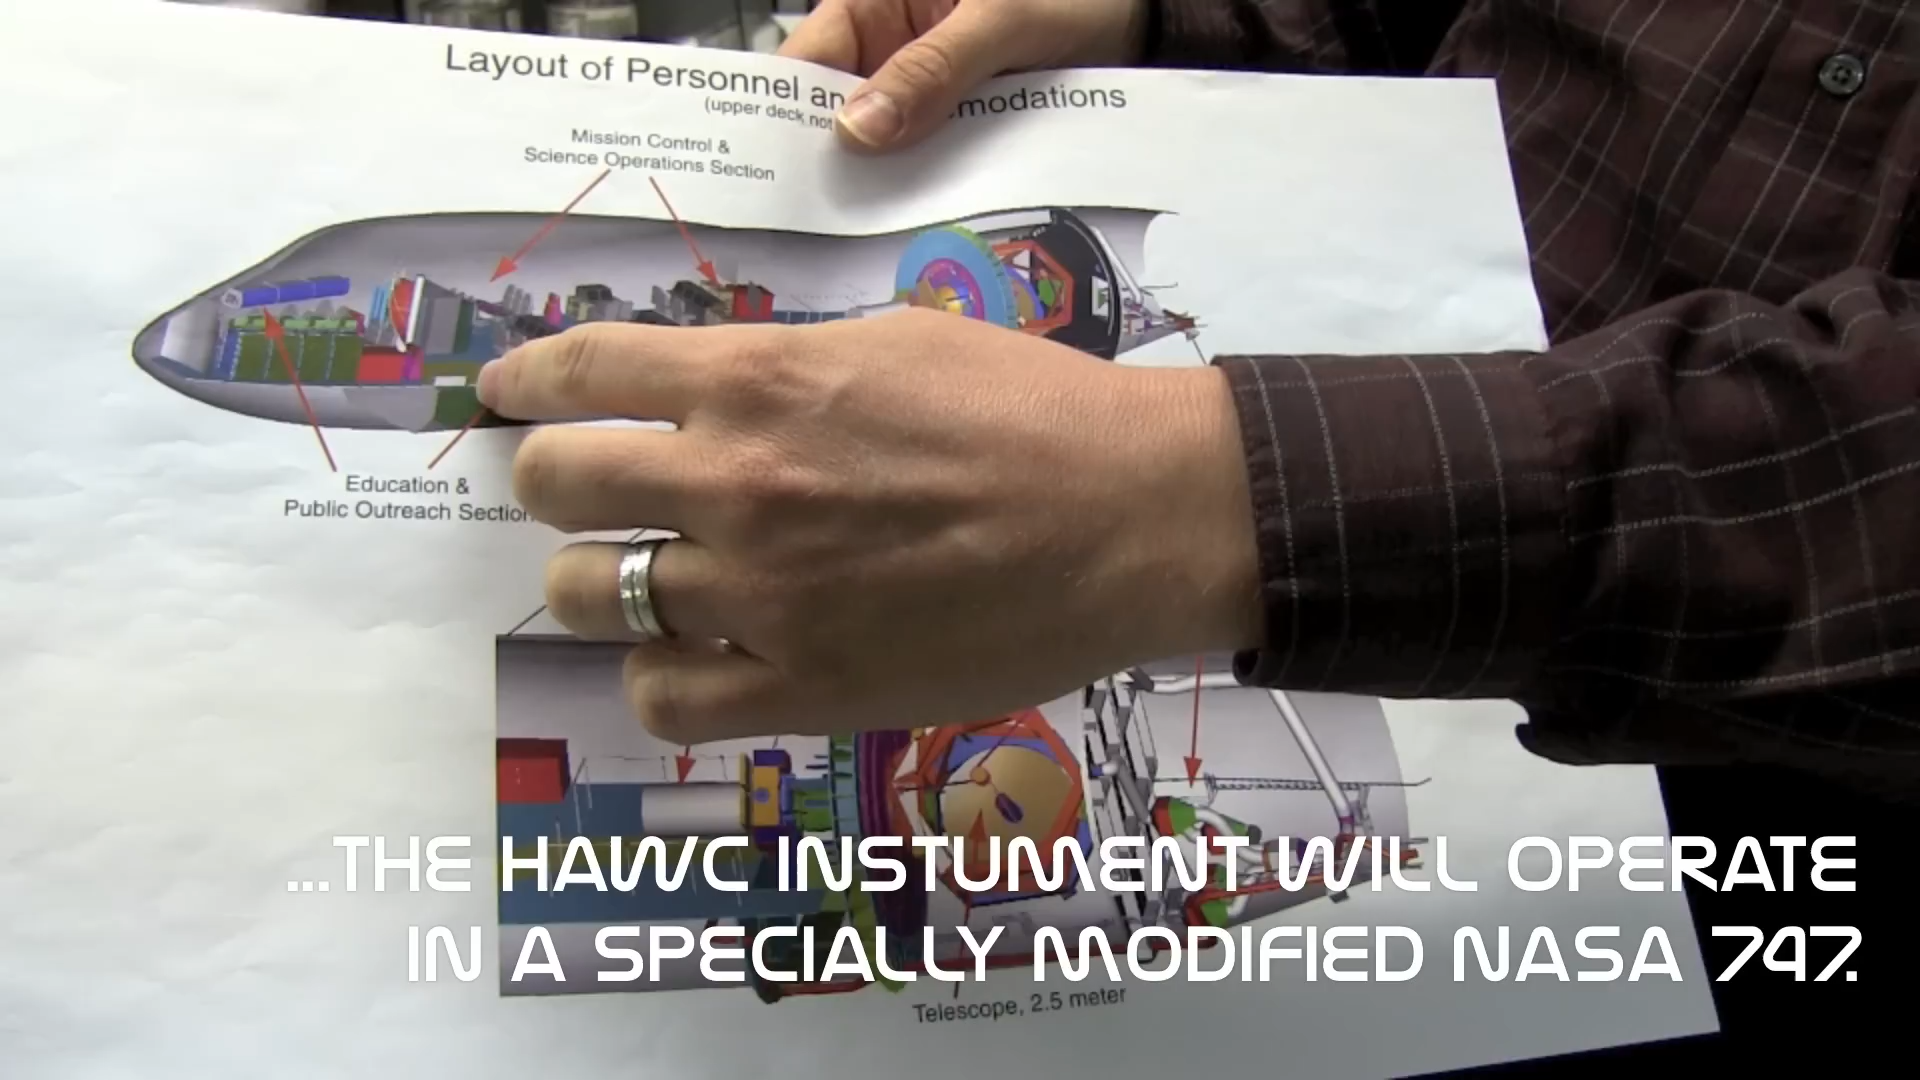 Layout of Personnel an modations
(upper deck not
Mission Control &
Science Operations Section
Education &
Public Outreach Section
...THE HAWC INSTUMENT WILL OPERATE
IN A SPECIALLY MODIFIED NASA 747.
Telescope, 2.5 meter